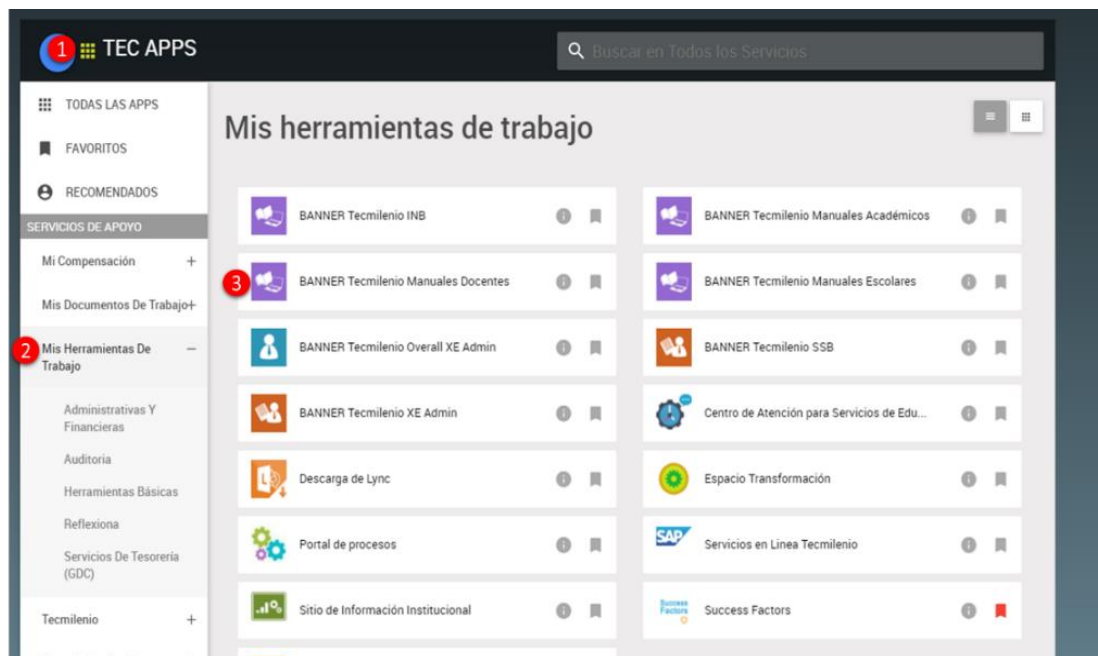 1 TEC APPS
Buscar en Todos los Servicios
TODAS LAS APPS
FAVORITOS
RECOMENDADOS
SERVICIOS DE APOYO
Mi Compensación +
Mis Documentos De Trabajo+
2 Mis Herramientas De −
Trabajo
Administrativas Y
Financieras
Auditoria
Herramientas Básicas
Reflexiona
Servicios De Tesorería
(GDC)
Tecmilenio +
Mis herramientas de trabajo
BANNER Tecmilenio INB
BANNER Tecmilenio Manuales Académicos
3 BANNER Tecmilenio Manuales Docentes
BANNER Tecmilenio Manuales Escolares
BANNER Tecmilenio Overall XE Admin
BANNER Tecmilenio SSB
BANNER Tecmilenio XE Admin
Centro de Atención para Servicios de Edu...
Descarga de Lync
Espacio Transformación
Portal de procesos
SAP
Servicios en Linea Tecmilenio
Sitio de Información Institucional
Success
Factors
Success Factors